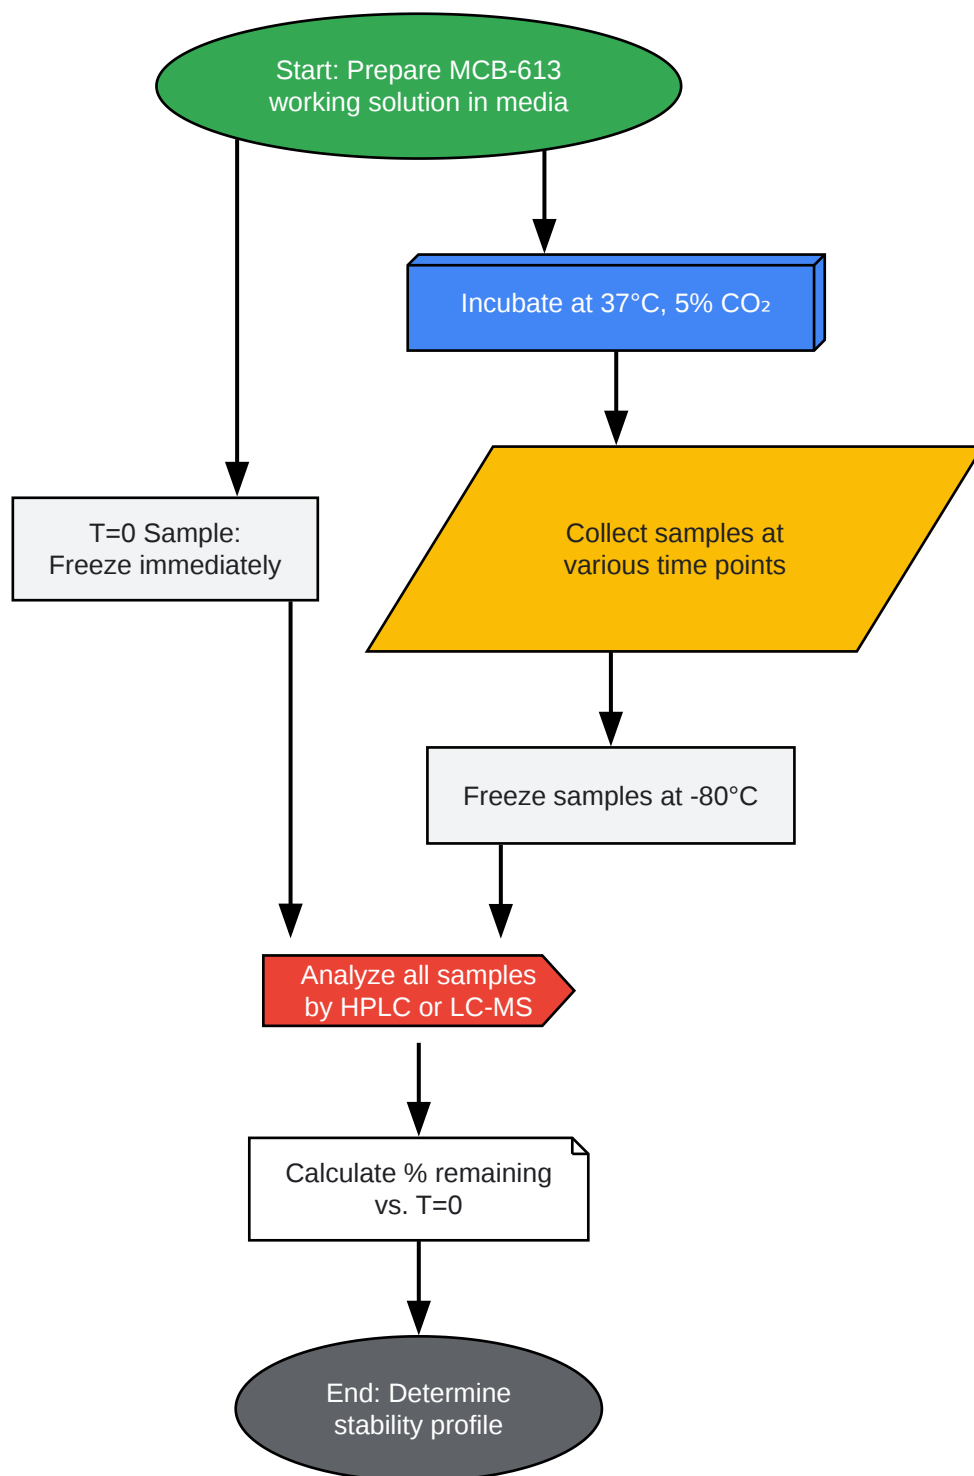 Start: Prepare MCB-613
working solution in media
Incubate at 37°C, 5% CO₂
T=0 Sample:
Freeze immediately
Collect samples at
various time points
Freeze samples at -80°C
Analyze all samples
by HPLC or LC-MS
Calculate % remaining
vs. T=0
End: Determine
stability profile